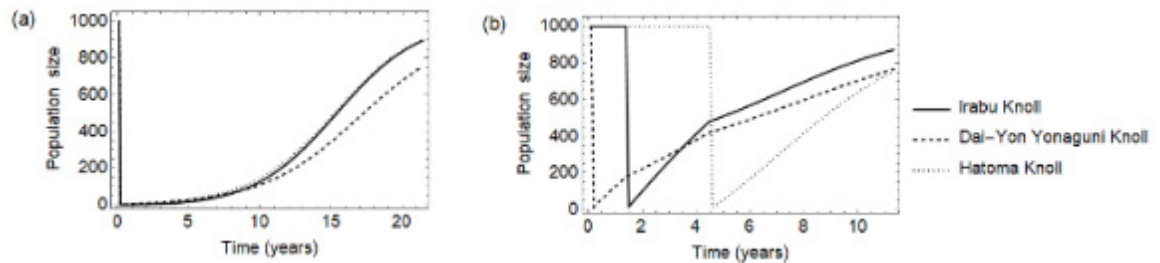 (a)
Population size
1000
800
600
400
200
0
0 5 10 15 20
Time (years)
(b)
Population size
1000
800
600
400
200
0
0 2 4 6 8 10
Time (years)
Irabu Knoll
Dai–Yon Yonaguni Knoll
Hatoma Knoll